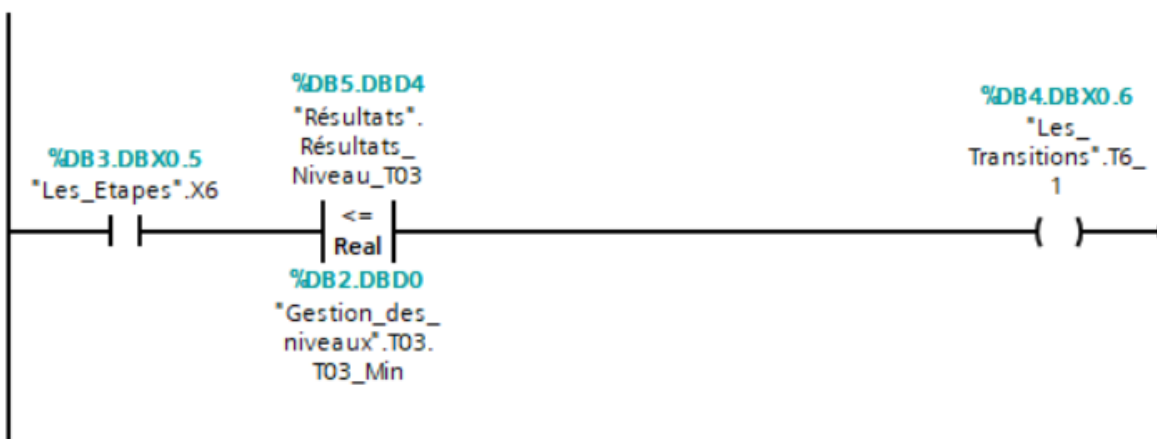 %DB5.DBD4
"Résultats".
Résultats_
Niveau_T03
%DB4.DBX0.6
"Les_
Transitions".T6_
1
%DB3.DBX0.5
"Les_Etapes".X6
<=
Real
%DB2.DBD0
"Gestion_des_
niveaux".T03.
T03_Min